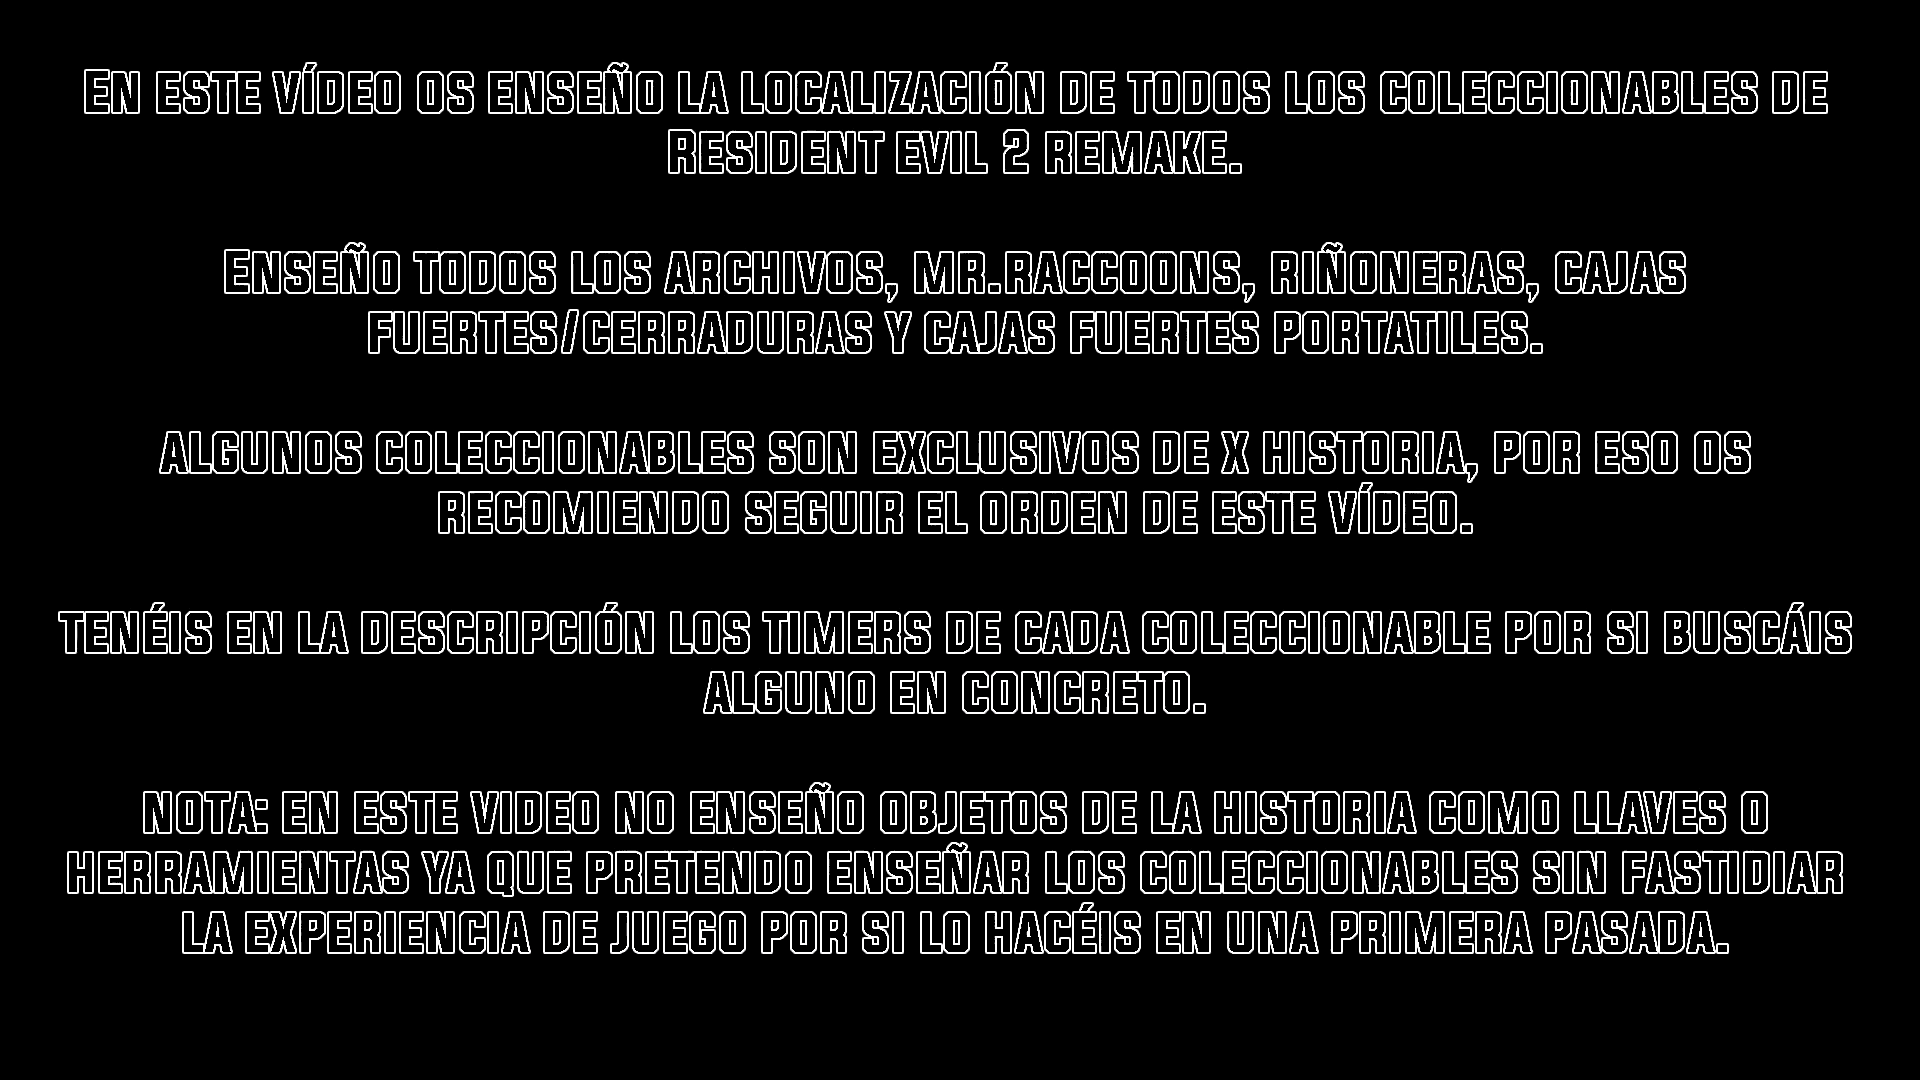 EN ESTE VÍDEO OS ENSEÑO LA LOCALIZACIÓN DE TODOS LOS COLECCIONABLES DE
RESIDENT EVIL 2 REMAKE.
ENSEÑO TODOS LOS ARCHIVOS, MR.RACCOONS, RIÑONERAS, CAJAS
FUERTES/CERRADURAS Y CAJAS FUERTES PORTATILES.
ALGUNOS COLECCIONABLES SON EXCLUSIVOS DE X HISTORIA, POR ESO OS
RECOMIENDO SEGUIR EL ORDEN DE ESTE VÍDEO.
TENÉIS EN LA DESCRIPCIÓN LOS TIMERS DE CADA COLECCIONABLE POR SI BUSCÁIS
ALGUNO EN CONCRETO.
NOTA: EN ESTE VIDEO NO ENSEÑO OBJETOS DE LA HISTORIA COMO LLAVES O
HERRAMIENTAS YA QUE PRETENDO ENSEÑAR LOS COLECCIONABLES SIN FASTIDIAR
LA EXPERIENCIA DE JUEGO POR SI LO HACÉIS EN UNA PRIMERA PASADA.